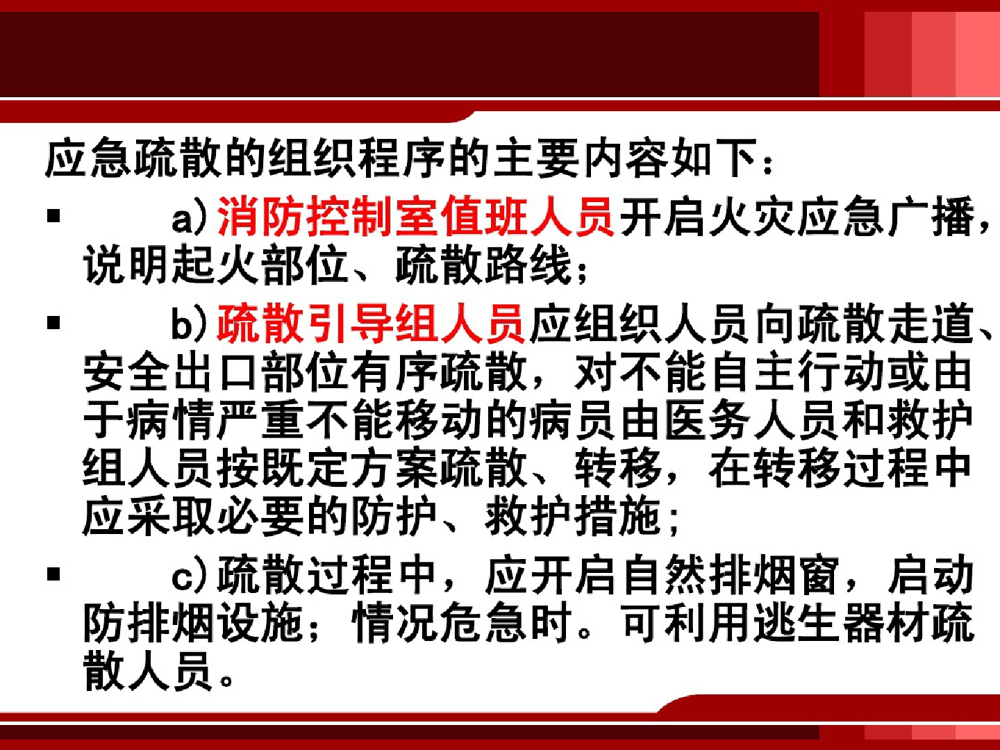 应急疏散的组织程序的主要内容如下：
▪ a)消防控制室值班人员开启火灾应急广播，
说明起火部位、疏散路线；
▪ b)疏散引导组人员应组织人员向疏散走道、
安全出口部位有序疏散，对不能自主行动或由
于病情严重不能移动的病员由医务人员和救护
组人员按既定方案疏散、转移，在转移过程中
应采取必要的防护、救护措施；
▪ c)疏散过程中，应开启自然排烟窗，启动
防排烟设施；情况危急时。可利用逃生器材疏
散人员。